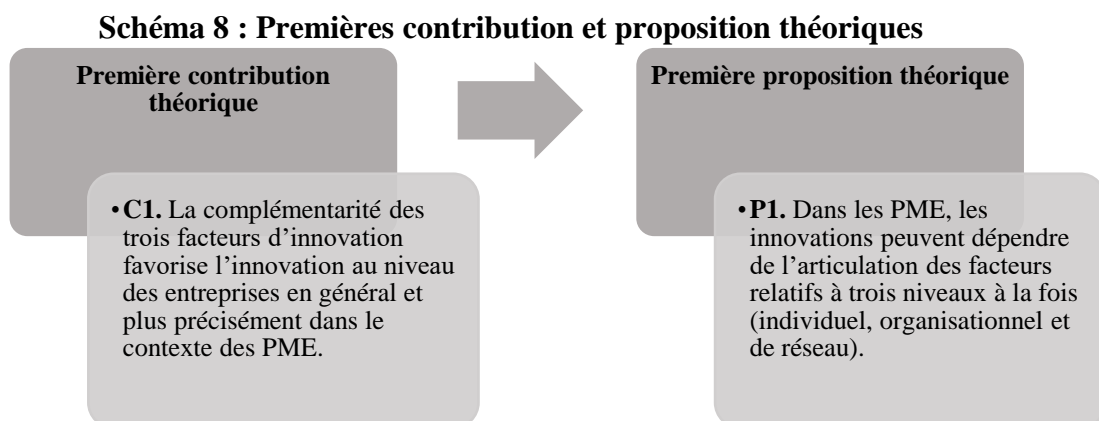 Schéma 8 : Premières contribution et proposition théoriques
Première contribution
théorique
•C1. La complémentarité des
trois facteurs d’innovation
favorise l’innovation au niveau
des entreprises en général et
plus précisément dans le
contexte des PME.
Première proposition théorique
•P1. Dans les PME, les
innovations peuvent dépendre
de l’articulation des facteurs
relatifs à trois niveaux à la fois
(individuel, organisationnel et
de réseau).